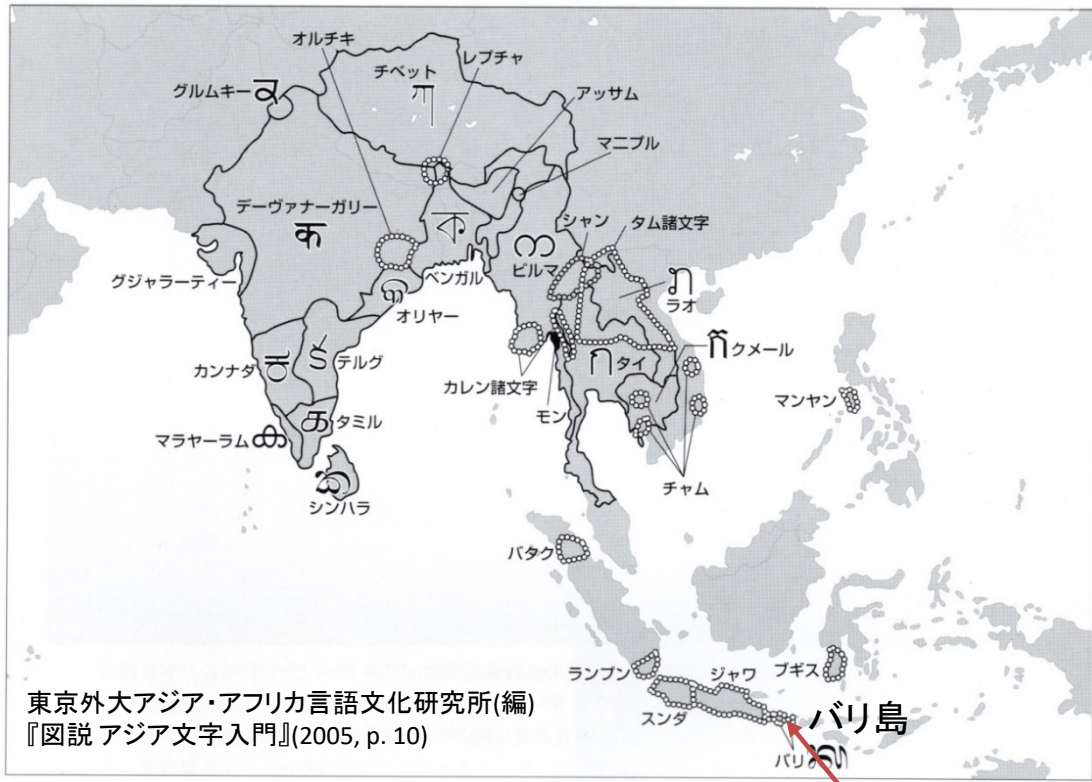 オルチキ
レプチャ
チベット
ཀ
グルムキー
ਕ
アッサム
マニプル
デーヴァナーガリー
क
シャン
タム諸文字
ক
က
ビルマ
グジャラーティー
ベンガル
କ
オリヤー
ລາオ
クメール
カンナダ
ಕ
テルグ
క
カレン諸文字
ก
タイ
モン
マンヤン
マラヤーラム
ക
タミル
க
チャム
ක
シンハラ
バタク
ランプン
ジャワ
ブギス
スンダ
バリ島
バリ
東京外大アジア・アフリカ言語文化研究所(編)
『図説 アジア文字入門』(2005, p. 10)